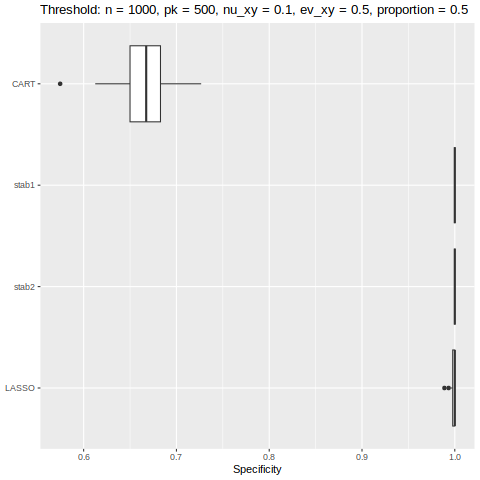 Threshold: n = 1000, pk = 500, nu_xy = 0.1, ev_xy = 0.5, proportion = 0.5
CART
stab1
stab2
LASSO
0.6 0.7 0.8 0.9 1.0
Specificity